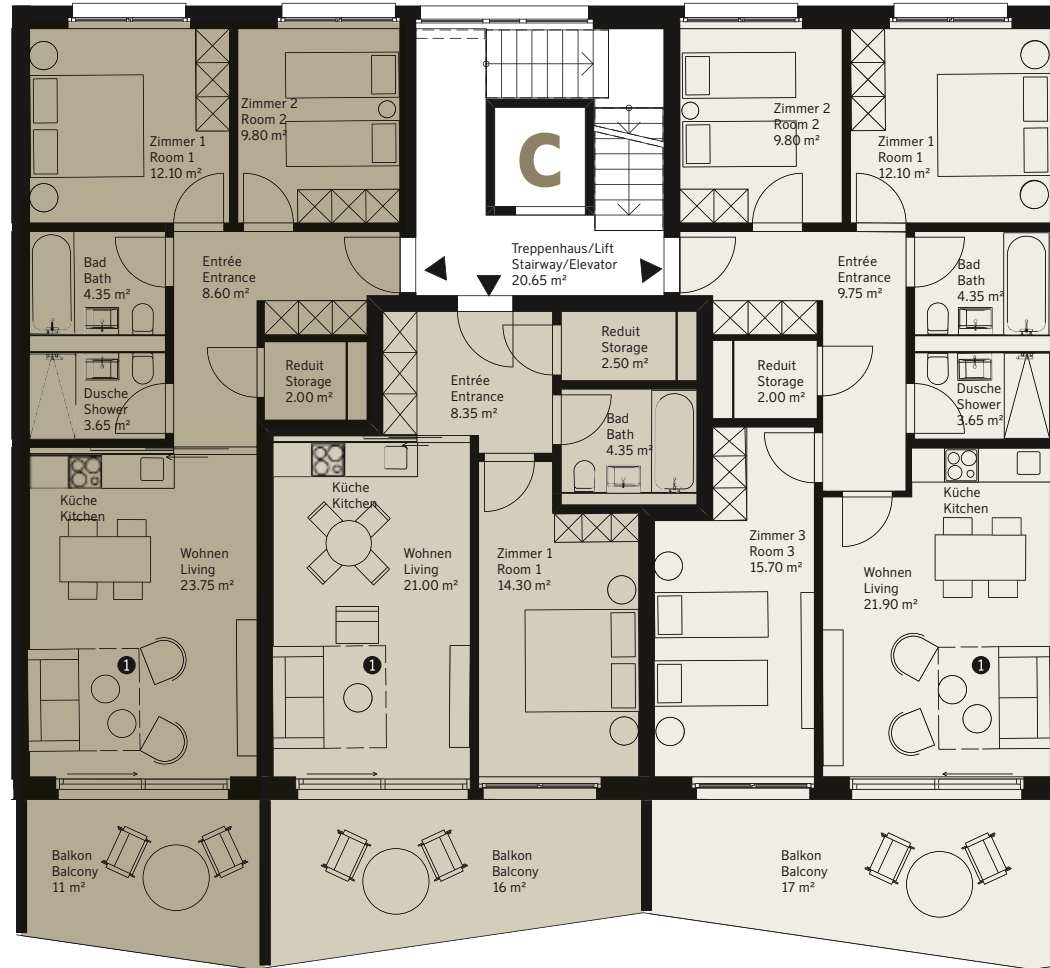 Zimmer 2
Room 2
9.80 m²
Zimmer 1
Room 1
12.10 m²
C
Zimmer 2
Room 2
9.80 m²
Zimmer 1
Room 1
12.10 m²
Bad
Bath
4.35 m²
Entrée
Entrance
8.60 m²
Treppenhaus/Lift
Stairway/Elevator
20.65 m²
Entrée
Entrance
9.75 m²
Bad
Bath
4.35 m²
Dusche
Shower
3.65 m²
Reduit
Storage
2.00 m²
Entrée
Entrance
8.35 m²
Reduit
Storage
2.50 m²
Bad
Bath
4.35 m²
Reduit
Storage
2.00 m²
Dusche
Shower
3.65 m²
Küche
Kitchen
Küche
Kitchen
Küche
Kitchen
Wohnen
Living
23.75 m²
Wohnen
Living
21.00 m²
Zimmer 1
Room 1
14.30 m²
Zimmer 3
Room 3
15.70 m²
Wohnen
Living
21.90 m²
1
1
1
Balkon
Balcony
11 m²
Balkon
Balcony
16 m²
Balkon
Balcony
17 m²